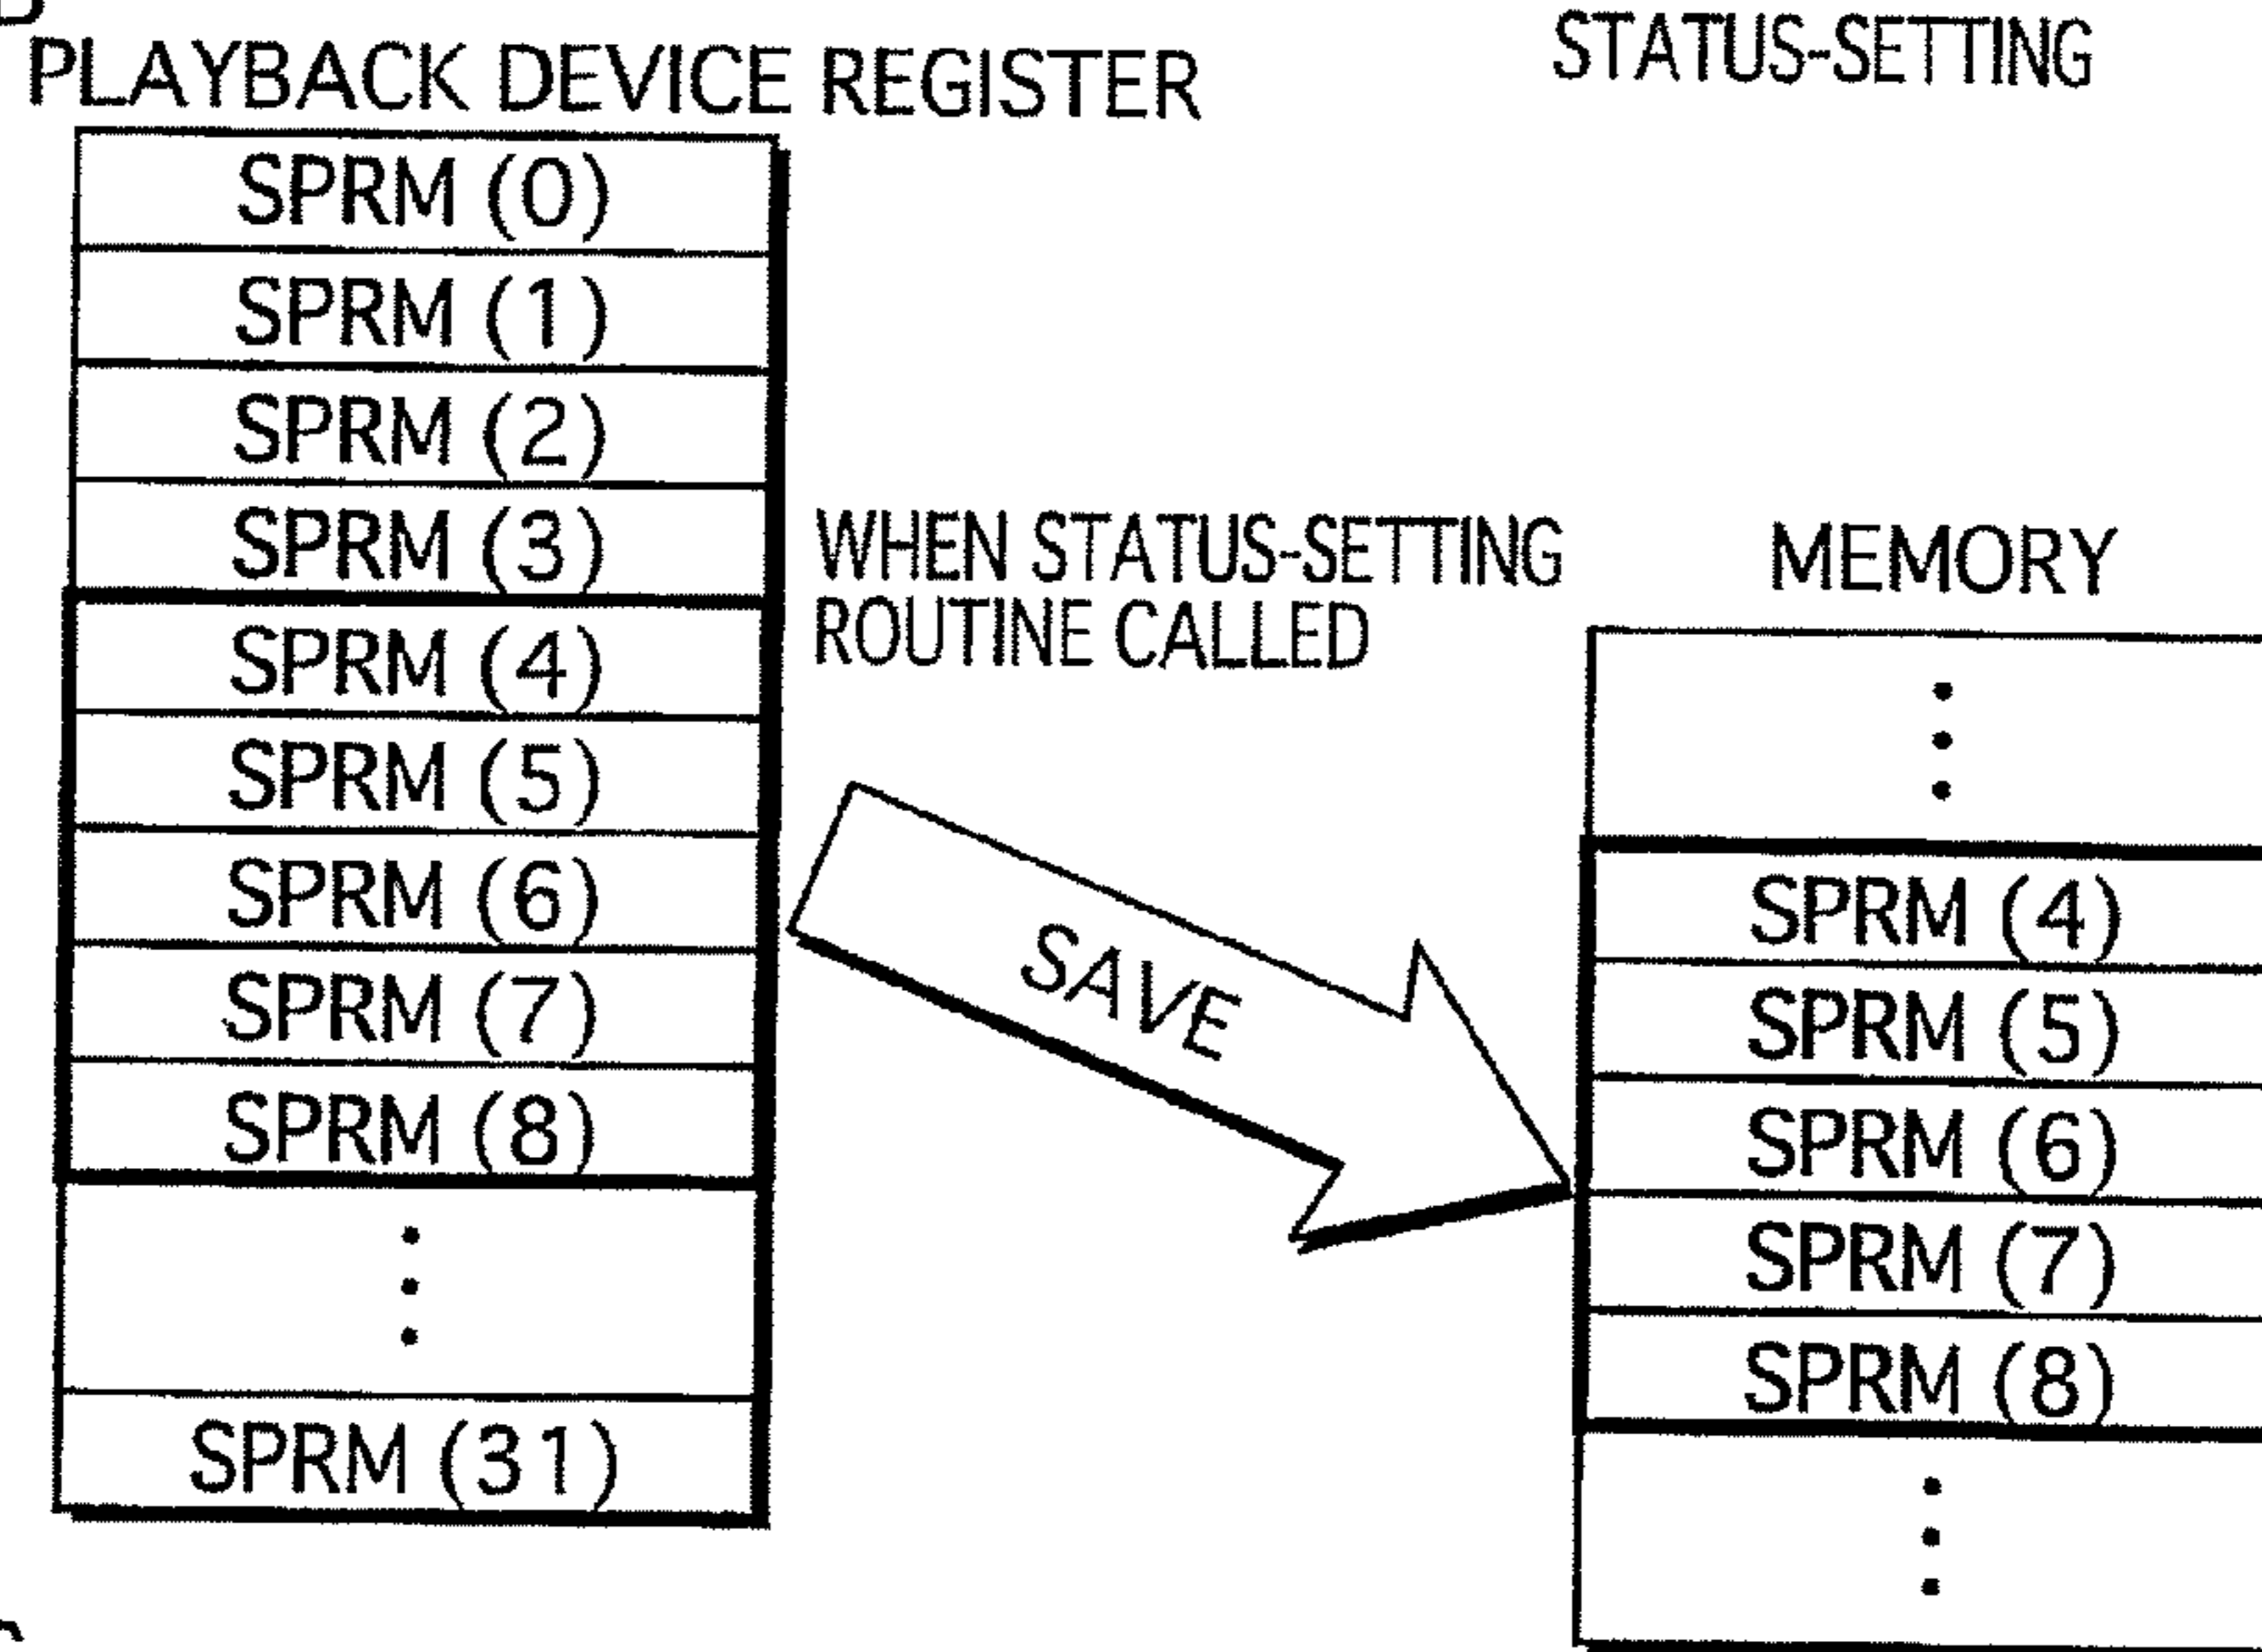 PLAYBACK DEVICE REGISTER
SPRM (0)
SPRM (1)
SPRM (2)
SPRM (3)
SPRM (4)
SPRM (5)
SPRM (6)
SPRM (7)
SPRM (8)
SPRM (31)
WHEN STATUS-SETTING
ROUTINE CALLED
SAVE
STATUS-SETTING
MEMORY
SPRM (4)
SPRM (5)
SPRM (6)
SPRM (7)
SPRM (8)